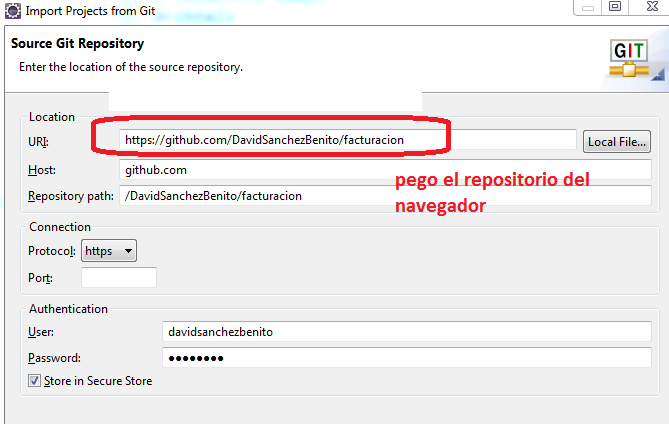 Import Projects from Git
Source Git Repository
Enter the location of the source repository.
GIT
Location
URI:
https://github.com/DavidSanchezBenito/facturacion
Local File...
Host:
github.com
Repository path:
/DavidSanchezBenito/facturacion
pego el repositorio del
navegador
Connection
Protocol:
https
Port:
Authentication
User:
davidsanchezbenito
Password:
●●●●●●●●
Store in Secure Store